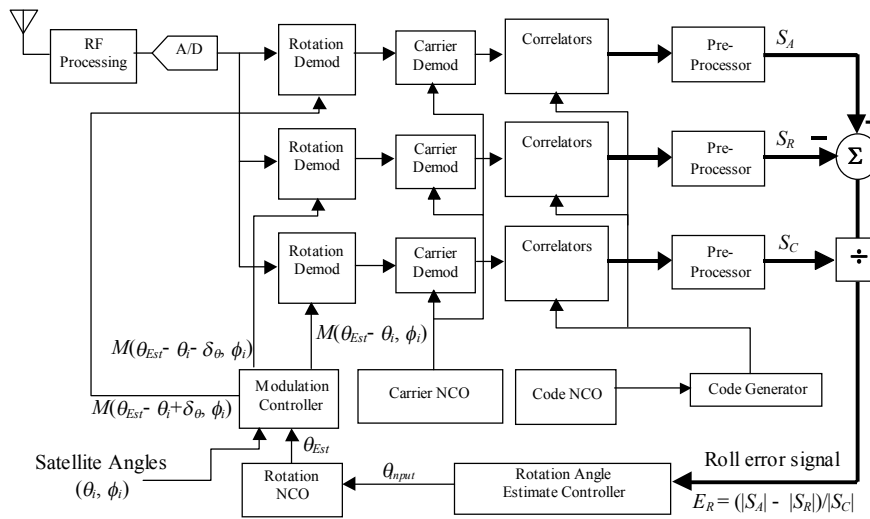 RF
Processing
A/D
Rotation
Demod
Carrier
Demod
Correlators
Pre-
Processor
S_A
−
Rotation
Demod
Carrier
Demod
Correlators
Pre-
Processor
S_R
−
Σ
Rotation
Demod
Carrier
Demod
Correlators
Pre-
Processor
S_C
÷
M(θ_Est- θ_i- δ_θ, ϕ_i)
M(θ_Est- θ_i, ϕ_i)
M(θ_Est- θ_i+δ_θ, ϕ_i)
Modulation
Controller
Carrier NCO
Code NCO
Code Generator
Satellite Angles
(θ_i, ϕ_i)
θ_Est
Rotation
NCO
θ_input
Rotation Angle
Estimate Controller
Roll error signal
E_R = (|S_A| - |S_R|)/|S_C|